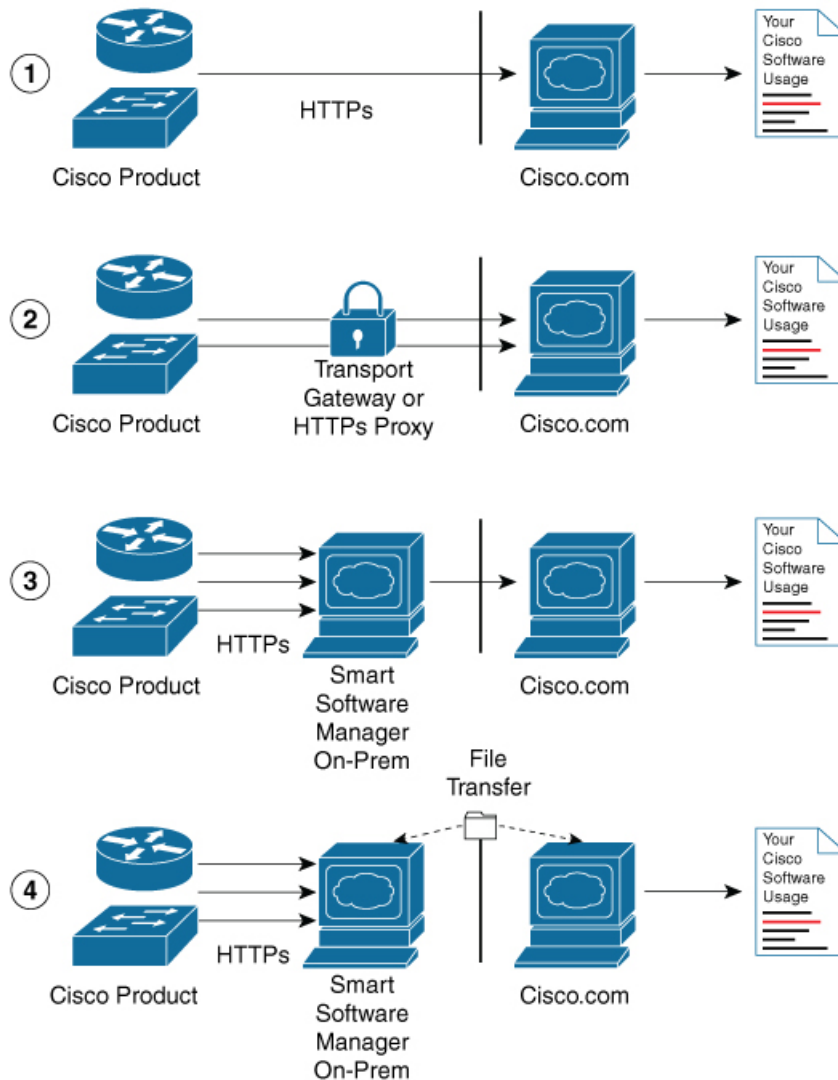 Your
Cisco
Software
Usage
1
HTTPs
Cisco Product
Cisco.com
Your
Cisco
Software
Usage
2
Transport
Gateway or
HTTPs Proxy
Cisco Product
Cisco.com
Your
Cisco
Software
Usage
3
HTTPs
Cisco Product
Smart
Software
Manager
On-Prem
Cisco.com
File
Transfer
Your
Cisco
Software
Usage
4
HTTPs
Cisco Product
Smart
Software
Manager
On-Prem
Cisco.com